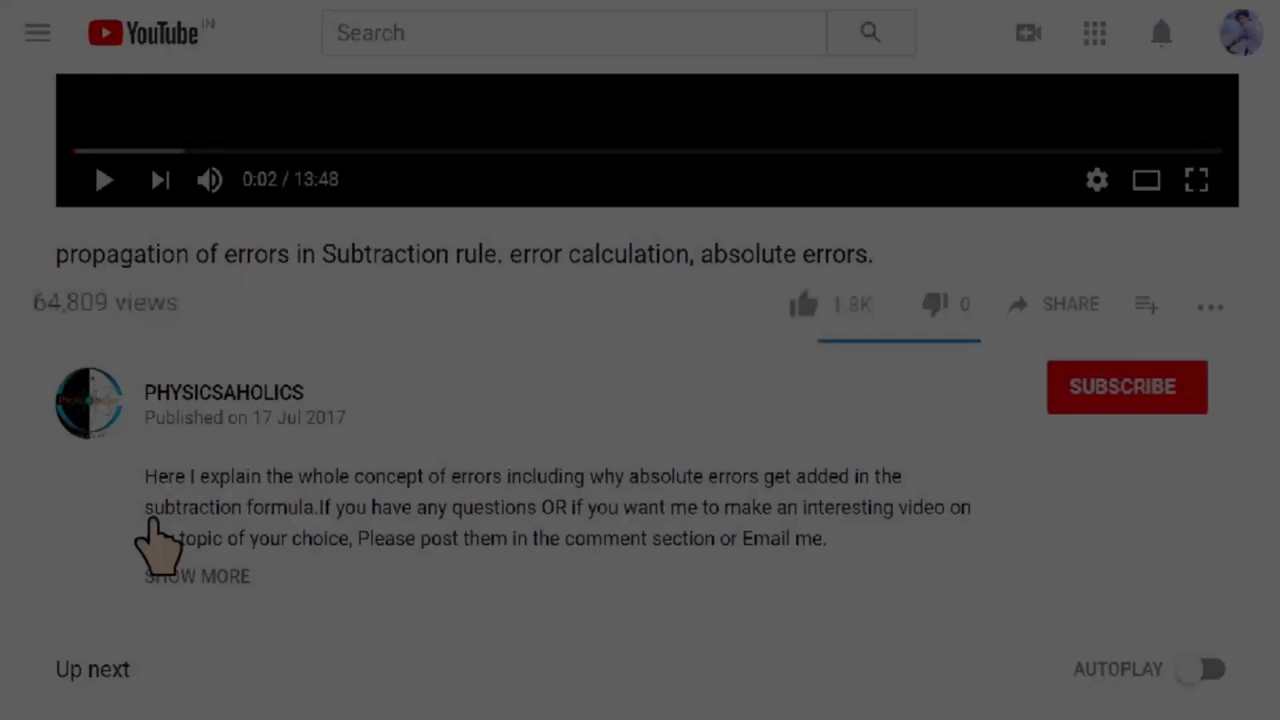 YouTube IN
Search
0:02 / 13:48
propagation of errors in Subtraction rule. error calculation, absolute errors.
64,809 views
1.8K 0 SHARE
PHYSICSAHOLICS
SUBSCRIBE
Published on 17 Jul 2017
Here I explain the whole concept of errors including why absolute errors get added in the
subtraction formula.If you have any questions OR if you want me to make an interesting video on
topic of your choice, Please post them in the comment section or Email me.
SHOW MORE
Up next
AUTOPLAY